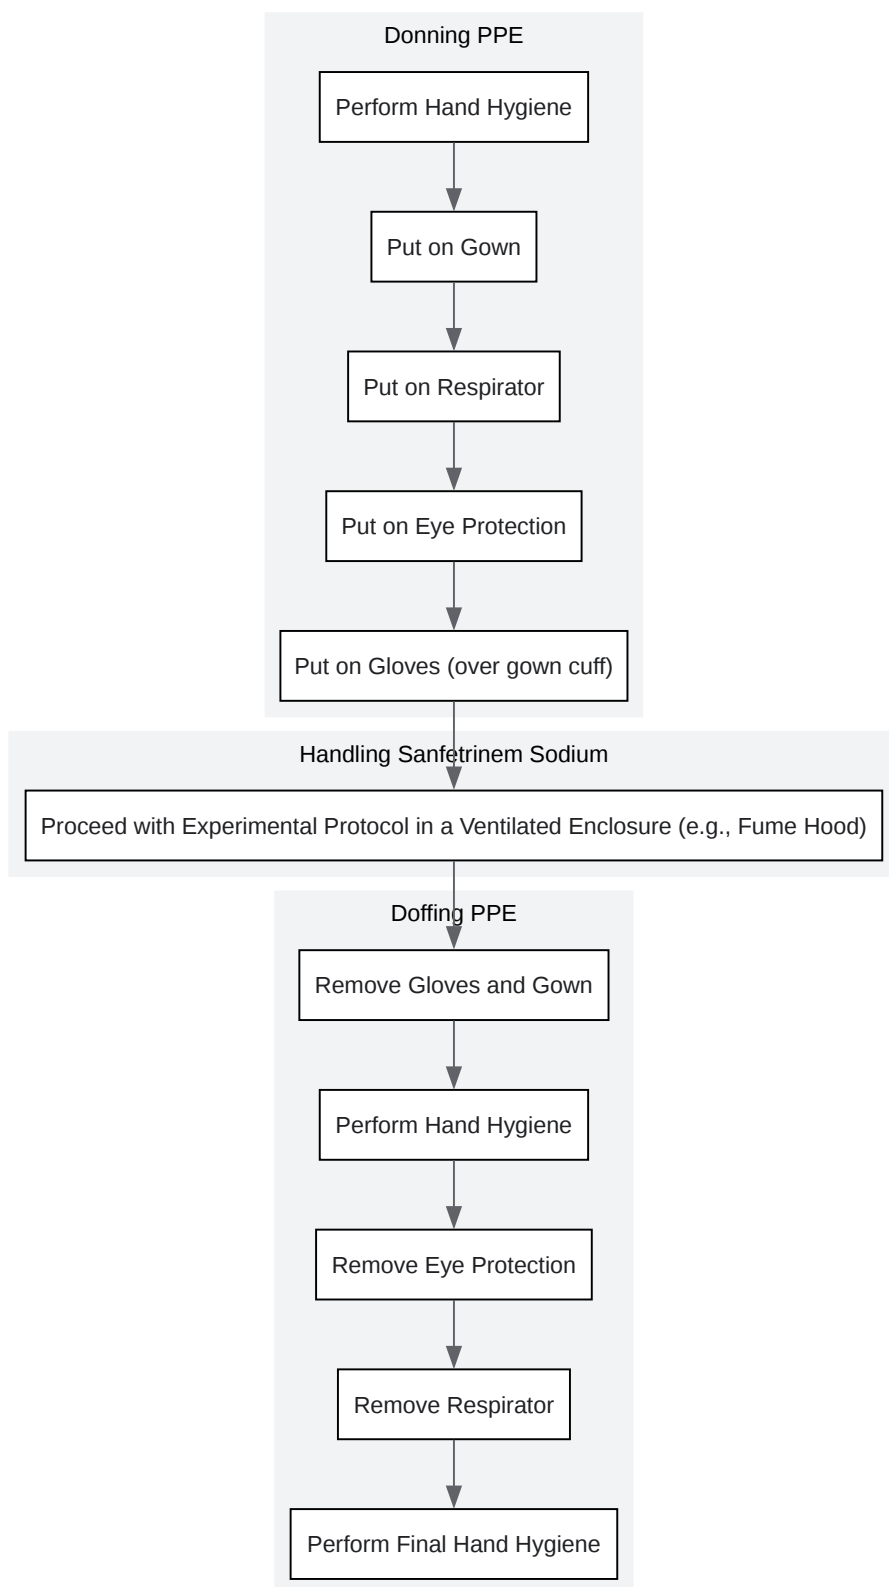 Donning PPE
Perform Hand Hygiene
Put on Gown
Put on Respirator
Put on Eye Protection
Put on Gloves (over gown cuff)
Handling Sanfetrinem Sodium
Proceed with Experimental Protocol in a Ventilated Enclosure (e.g., Fume Hood)
Doffing PPE
Remove Gloves and Gown
Perform Hand Hygiene
Remove Eye Protection
Remove Respirator
Perform Final Hand Hygiene